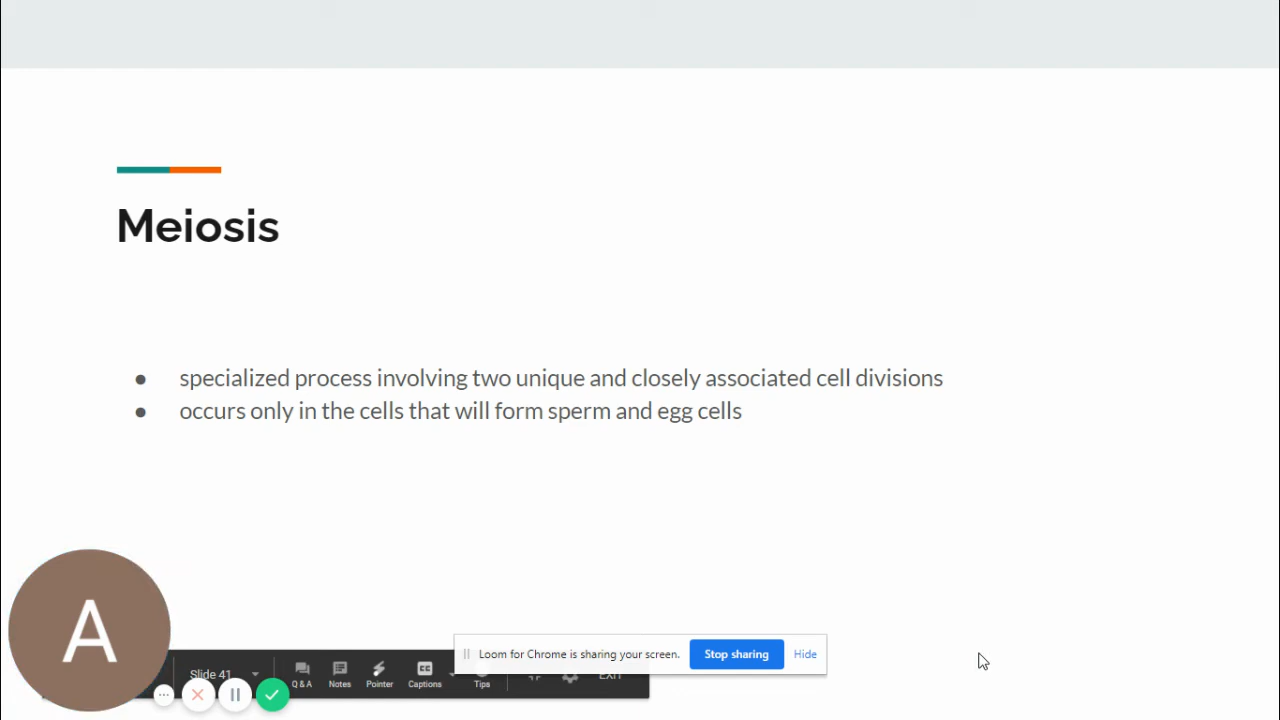 Meiosis
● specialized process involving two unique and closely associated cell divisions
● occurs only in the cells that will form sperm and egg cells
A
Loom for Chrome is sharing your screen. Stop sharing Hide
Slide 41 Q & A Notes Pointer Captions Tips EXIT